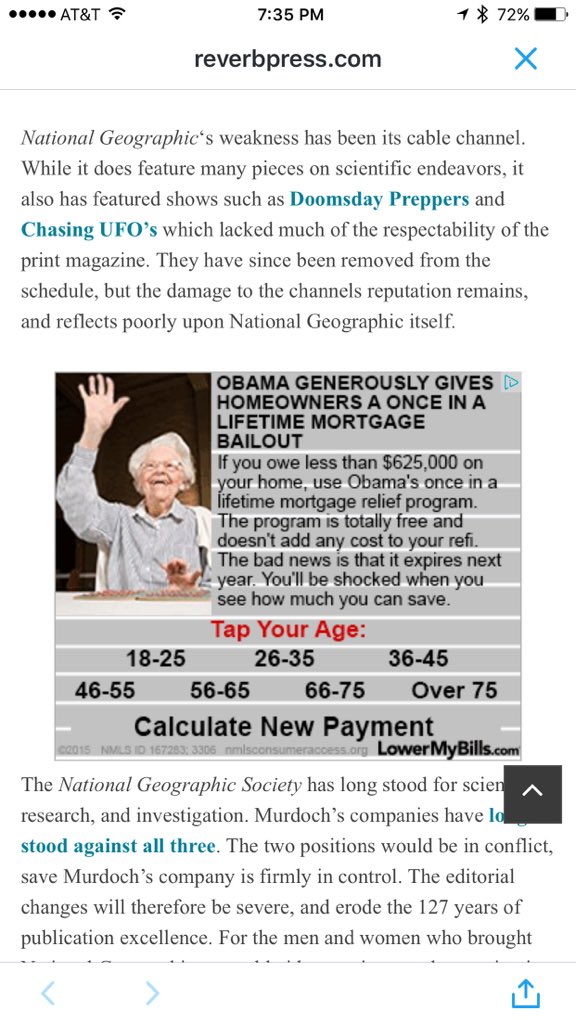 AT&T 7:35 PM 72%
reverbpress.com
National Geographic‘s weakness has been its cable channel.
While it does feature many pieces on scientific endeavors, it
also has featured shows such as Doomsday Preppers and
Chasing UFO’s which lacked much of the respectability of the
print magazine. They have since been removed from the
schedule, but the damage to the channels reputation remains,
and reflects poorly upon National Geographic itself.
OBAMA GENEROUSLY GIVES
HOMEOWNERS A ONCE IN A
LIFETIME MORTGAGE
BAILOUT
If you owe less than $625,000 on
your home, use Obama's once in a
lifetime mortgage relief program.
The program is totally free and
doesn't add any cost to your refi.
The bad news is that it expires next
year. You'll be shocked when you
see how much you can save.
Tap Your Age:
18-25 26-35 36-45
46-55 56-65 66-75 Over 75
Calculate New Payment
©2015 NMLS ID 167283; 3306 nmlsconsumeraccess.org LowerMyBills.com
The National Geographic Society has long stood for
research, and investigation. Murdoch’s companies have
stood against all three. The two positions would be in conflict,
save Murdoch’s company is firmly in control. The editorial
changes will therefore be severe, and erode the 127 years of
publication excellence. For the men and women who brought